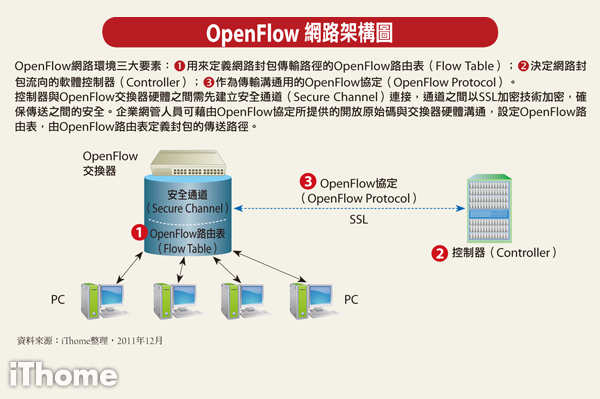 OpenFlow 網路架構圖
OpenFlow網路環境三大要素：❶用來定義網路封包傳輸路徑的OpenFlow路由表（Flow Table）；❷決定網路封
包流向的軟體控制器（Controller）；❸作為傳輸溝通用的OpenFlow協定（OpenFlow Protocol）。
控制器與OpenFlow交換器硬體之間需先建立安全通道（Secure Channel）連接，通道之間以SSL加密技術加密，確
保傳送之間的安全。企業網管人員可藉由OpenFlow協定所提供的開放原始碼與交換器硬體溝通，設定OpenFlow路
由表，由OpenFlow路由表定義封包的傳送路徑。
OpenFlow
交換器
安全通道
（Secure Channel）
❶OpenFlow路由表
（Flow Table）
❸ OpenFlow協定
（OpenFlow Protocol）
SSL
❷ 控制器（Controller）
PC
PC
資料來源：iThome整理，2011年12月
iThome